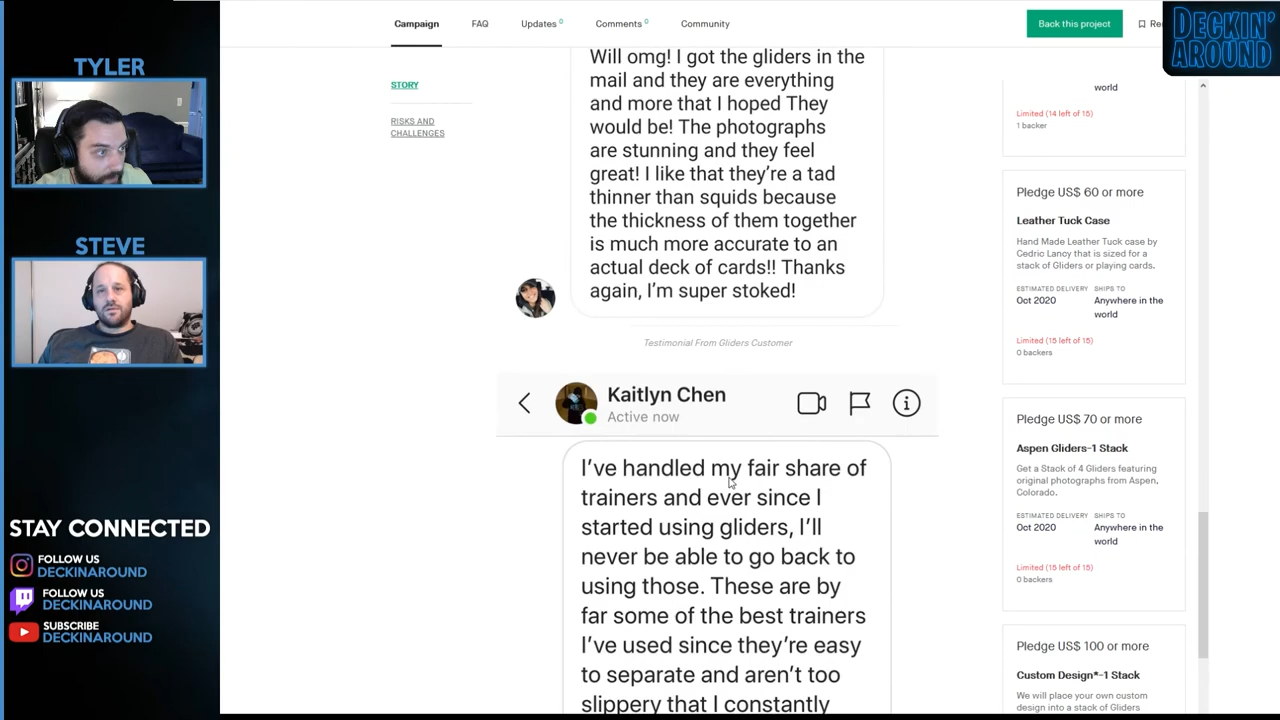 TYLER
STEVE
STAY CONNECTED
FOLLOW US
DECKINAROUND
FOLLOW US
DECKINAROUND
SUBSCRIBE
DECKINAROUND
Campaign
FAQ
Updates 0
Comments 0
Community
Back this project
DECKIN'
AROUND
STORY
RISKS AND
CHALLENGES
Will omg! I got the gliders in the
mail and they are everything
and more that I hoped They
would be! The photographs
are stunning and they feel
great! I like that they're a tad
thinner than squids because
the thickness of them together
is much more accurate to an
actual deck of cards!! Thanks
again, I'm super stoked!
Testimonial From Gliders Customer
Kaitlyn Chen
Active now
I've handled my fair share of
trainers and ever since I
started using gliders, I'll
never be able to go back to
using those. These are by
far some of the best trainers
I've used since they're easy
to separate and aren't too
slippery that I constantly
world
Limited (14 left of 15)
1 backer
Pledge US$ 60 or more
Leather Tuck Case
Hand Made Leather Tuck case by
Cedric Lancy that is sized for a
stack of Gliders or playing cards.
ESTIMATED DELIVERY
Oct 2020
SHIPS TO
Anywhere in the
world
Limited (15 left of 15)
0 backers
Pledge US$ 70 or more
Aspen Gliders-1 Stack
Get a Stack of 4 Gliders featuring
original photographs from Aspen,
Colorado.
ESTIMATED DELIVERY
Oct 2020
SHIPS TO
Anywhere in the
world
Limited (15 left of 15)
0 backers
Pledge US$ 100 or more
Custom Design*-1 Stack
We will place your own custom
design into a stack of Gliders